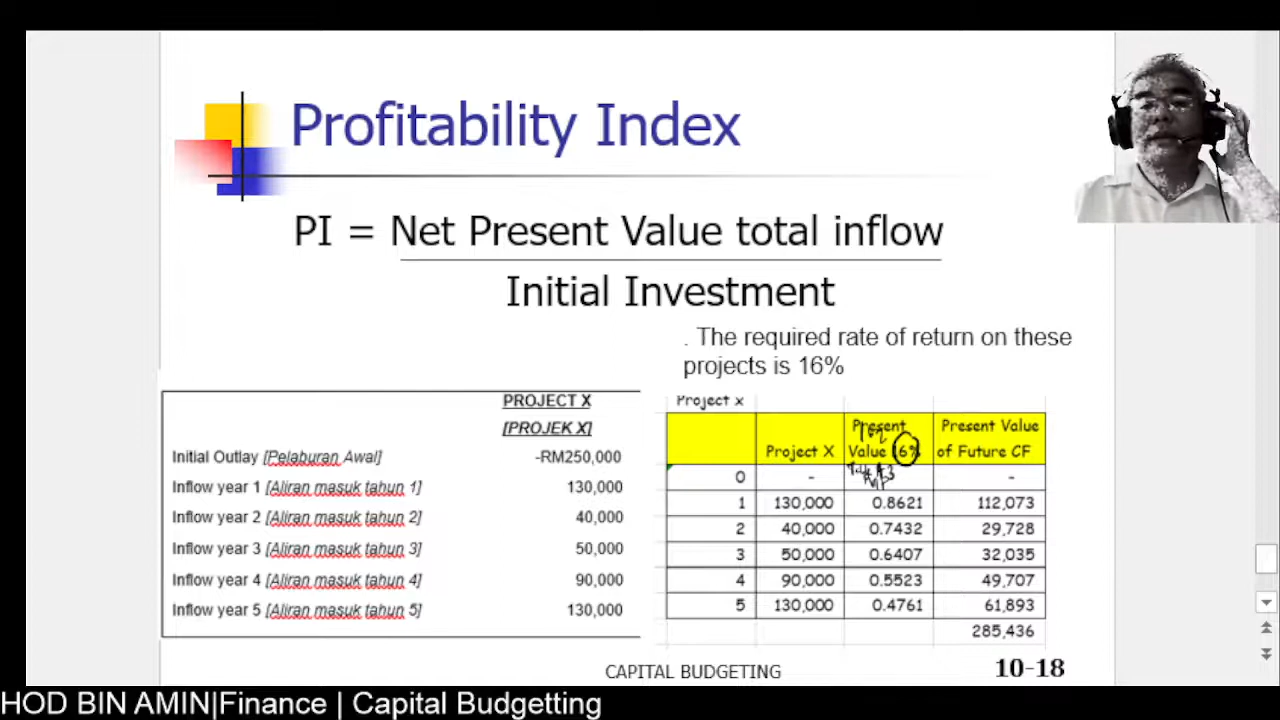 Profitability Index
PI = Net Present Value total inflow
Initial Investment
. The required rate of return on these
projects is 16%
PROJECT X
[PROJEK X]
Initial Outlay [Pelaburan Awal] -RM250,000
Inflow year 1 [Aliran masuk tahun 1] 130,000
Inflow year 2 [Aliran masuk tahun 2] 40,000
Inflow year 3 [Aliran masuk tahun 3] 50,000
Inflow year 4 [Aliran masuk tahun 4] 90,000
Inflow year 5 [Aliran masuk tahun 5] 130,000
Project x
Present Present Value
Project X Value 16% of Future CF
0 - -
1 130,000 0.8621 112,073
2 40,000 0.7432 29,728
3 50,000 0.6407 32,035
4 90,000 0.5523 49,707
5 130,000 0.4761 61,893
285,436
CAPITAL BUDGETING 10-18
HOD BIN AMIN|Finance | Capital Budgetting